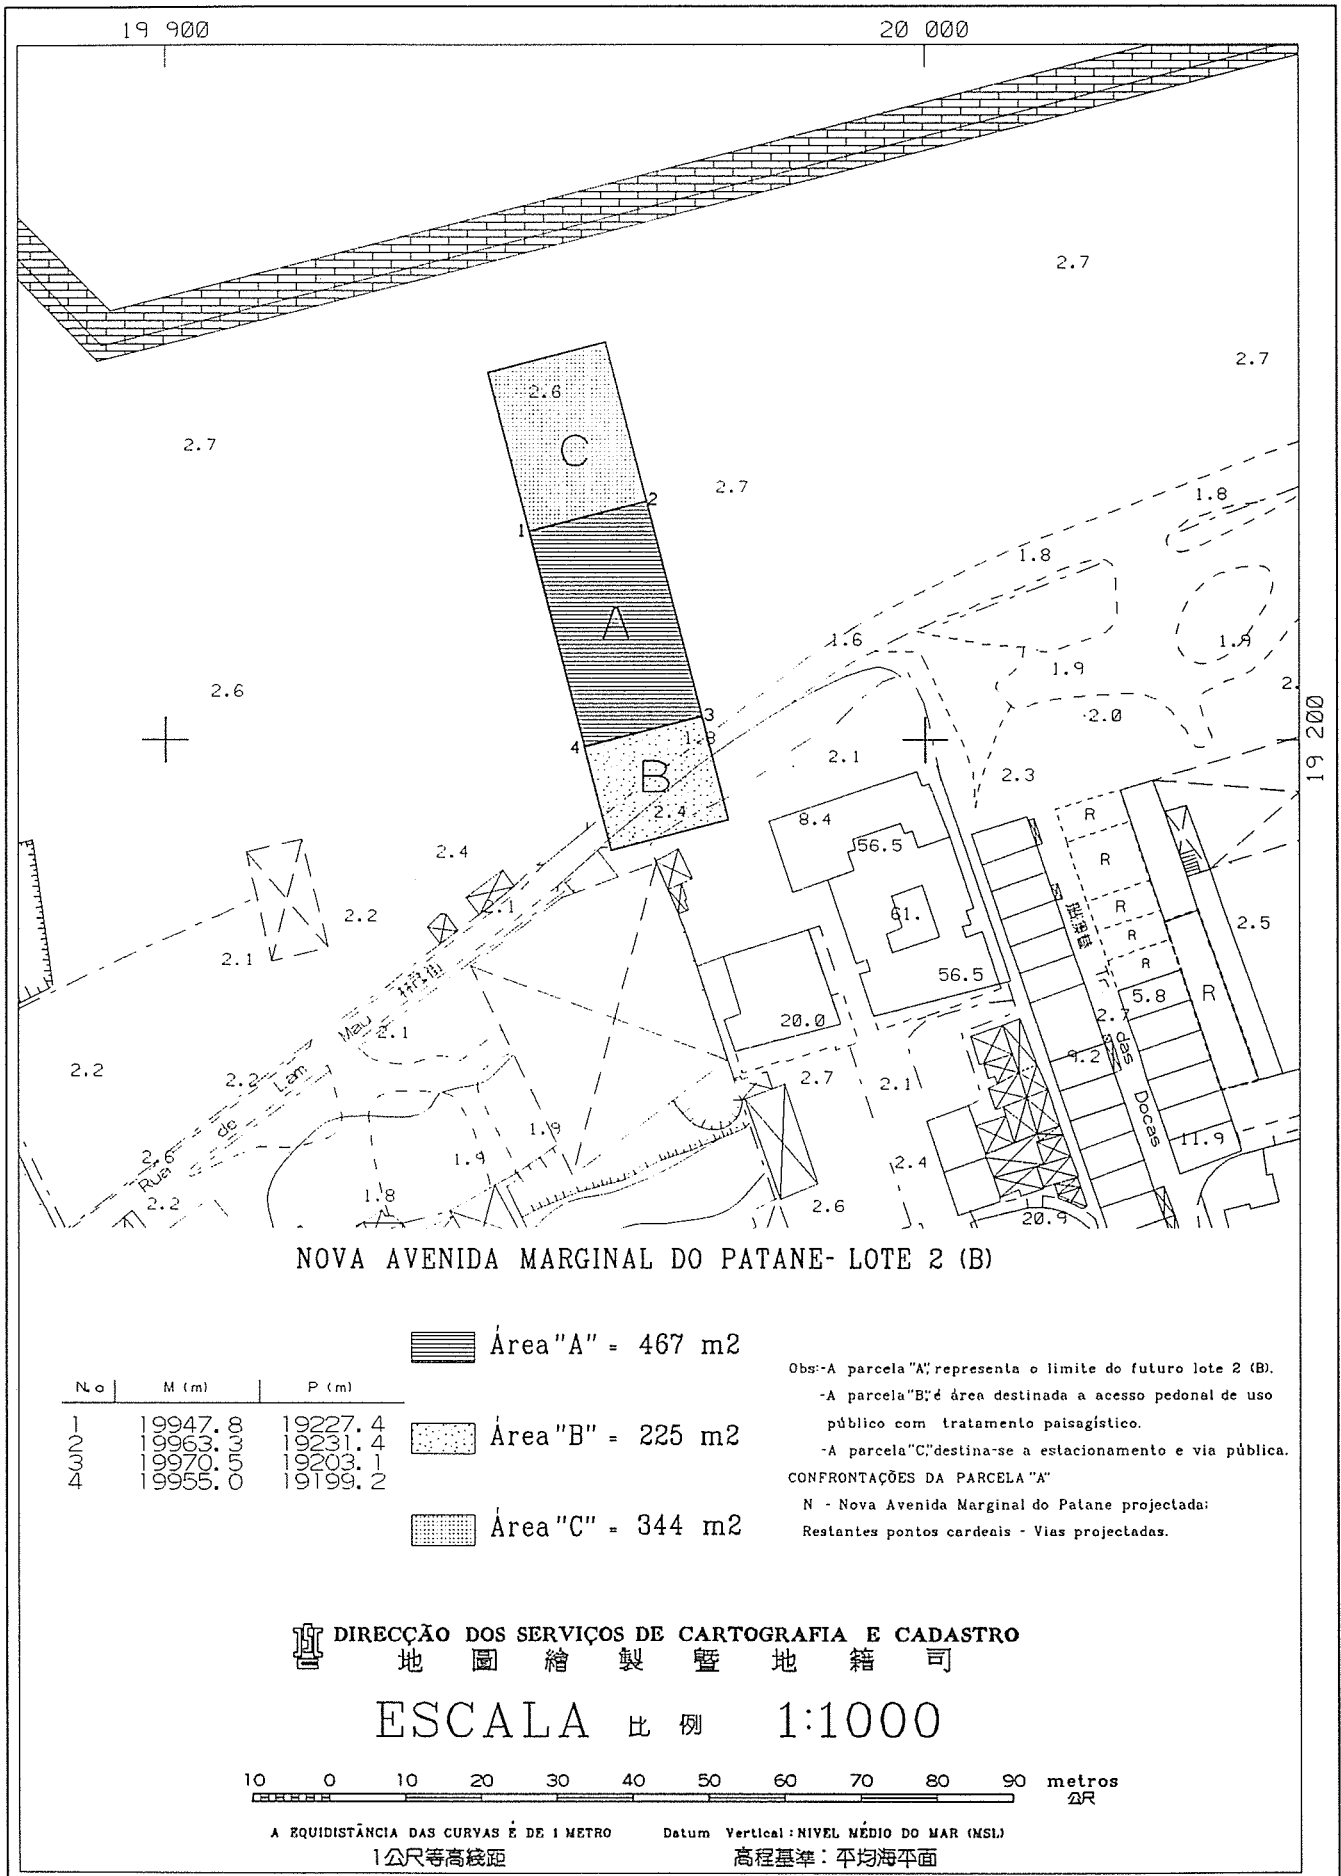 19 900
20 000
2.7
2.7
2.6
2.7
C
2.7
1.8
1
2
1.8
A
1.6
1.9
1.9
2.6
2.0
3
19 200
4
1.8
2.1
B
2.3
2.4
8.4
R
2.4
56.5
R
2.1
2.2
61.
R
2.5
R
2.1
56.5
R
5.8
R
20.0
2.7
2.1
9.2
2.2
2.2
2.7
2.1
1.9
11.9
2.6
1.9
2.4
2.2
1.8
2.6
20.9
Rua de Lam Mau
das Docas
NOVA AVENIDA MARGINAL DO PATANE- LOTE 2 (B)
Área "A" = 467 m2
Área "B" = 225 m2
Área "C" = 344 m2
N.o M (m) P (m)
1 19947.8 19227.4
2 19963.3 19231.4
3 19970.5 19203.1
4 19955.0 19199.2
Obs:-A parcela "A", representa o limite do futuro lote 2 (B).
-A parcela "B", é área destinada a acesso pedonal de uso
público com tratamento paisagístico.
-A parcela "C", destina-se a estacionamento e via pública.
CONFRONTAÇÕES DA PARCELA "A"
N - Nova Avenida Marginal do Patane projectada;
Restantes pontos cardeais - Vias projectadas.
DIRECÇÃO DOS SERVIÇOS DE CARTOGRAFIA E CADASTRO
地圖繪製暨地籍司
ESCALA 比例 1:1000
10 0 10 20 30 40 50 60 70 80 90 metros
公尺
A EQUIDISTÂNCIA DAS CURVAS É DE 1 METRO Datum Vertical : NIVEL MÉDIO DO MAR (MSL)
1公尺等高綫距 高程基準：平均海平面